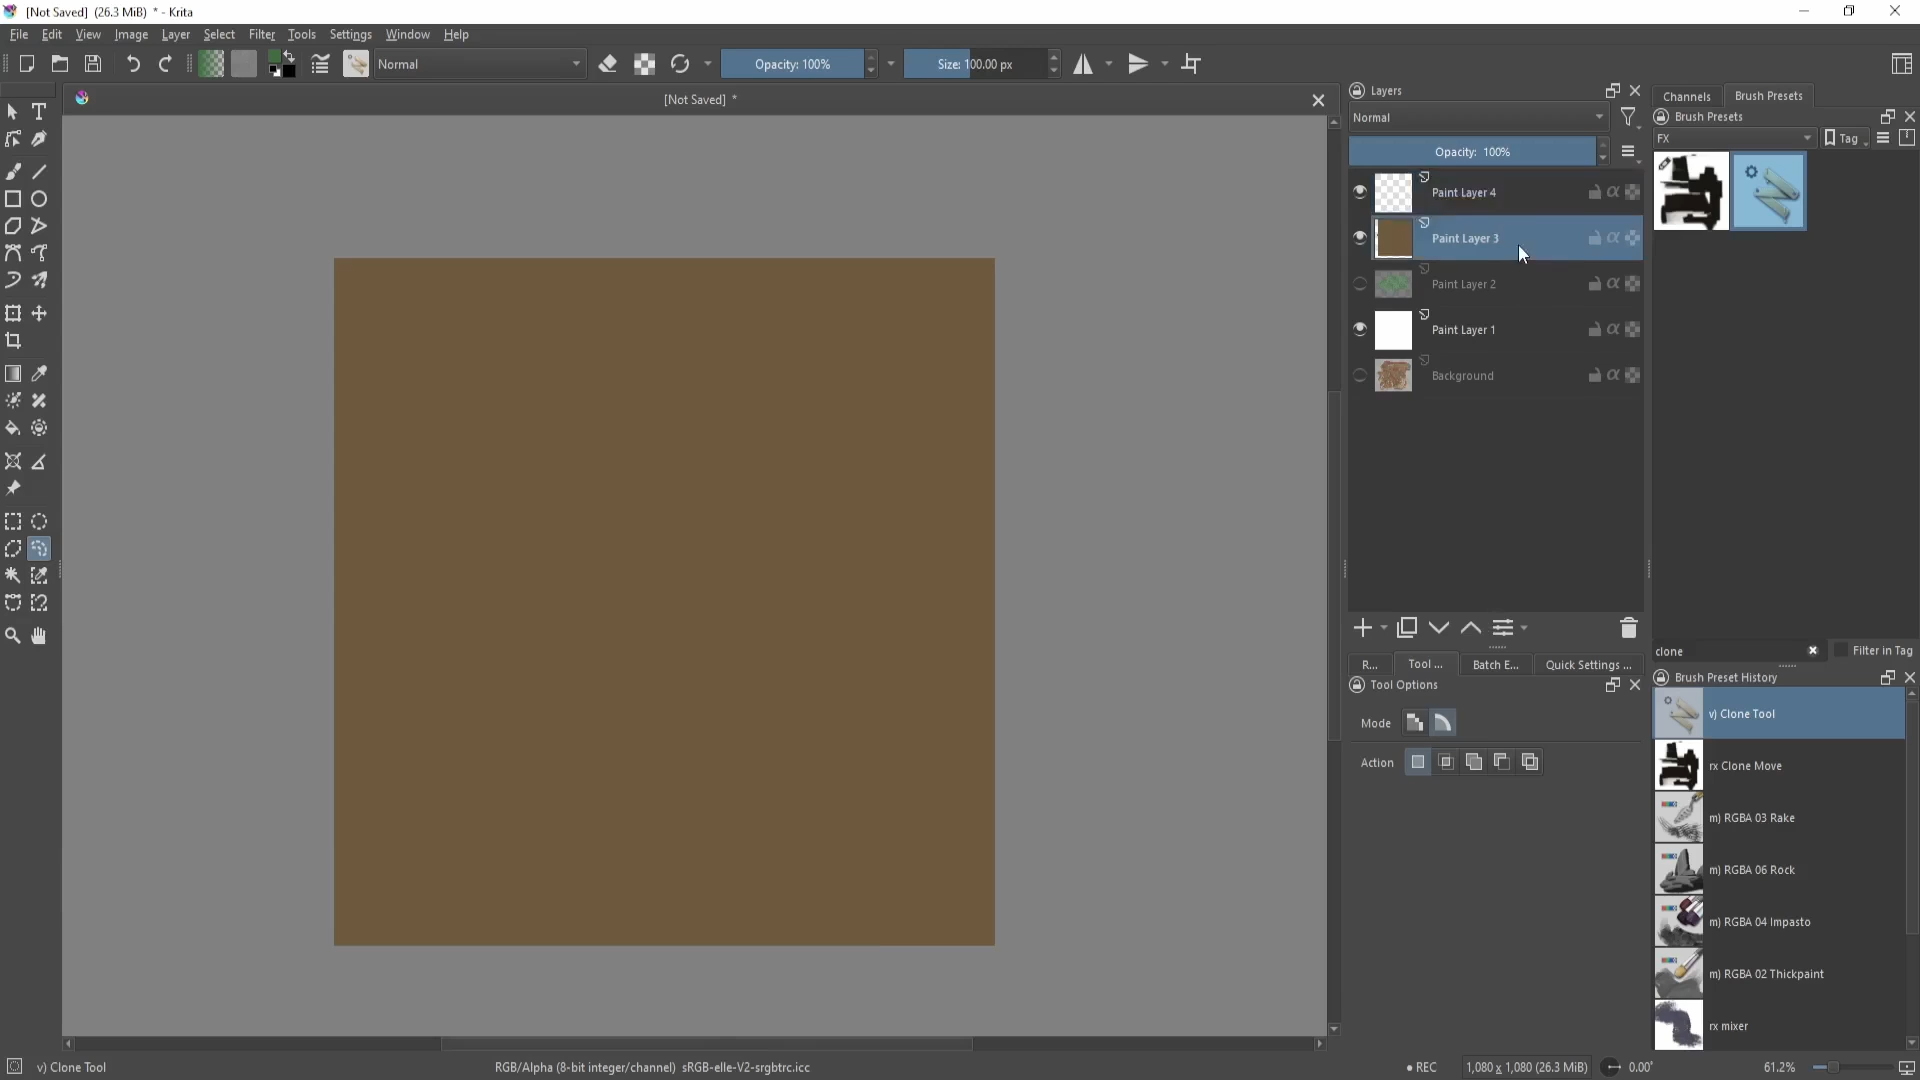 [Not Saved] (26.3 MiB) * - Krita
File Edit View Image Layer Select Filter Tools Settings Window Help
Normal
Opacity: 100%
Size: 100.00 px
[Not Saved] *
Layers
Normal
Opacity: 100%
Paint Layer 4
Paint Layer 3
Paint Layer 2
Paint Layer 1
Background
R... Tool ... Batch E... Quick Settings ...
Tool Options
Mode
Action
Channels Brush Presets
Brush Presets
FX
Tag
clone
Filter in Tag
Brush Preset History
v) Clone Tool
rx Clone Move
m) RGBA 03 Rake
m) RGBA 06 Rock
m) RGBA 04 Impasto
m) RGBA 02 Thickpaint
rx mixer
v) Clone Tool
RGB/Alpha (8-bit integer/channel) sRGB-elle-V2-srgbtrc.icc
REC
1,080 x 1,080 (26.3 MiB)
0.00°
61.2%